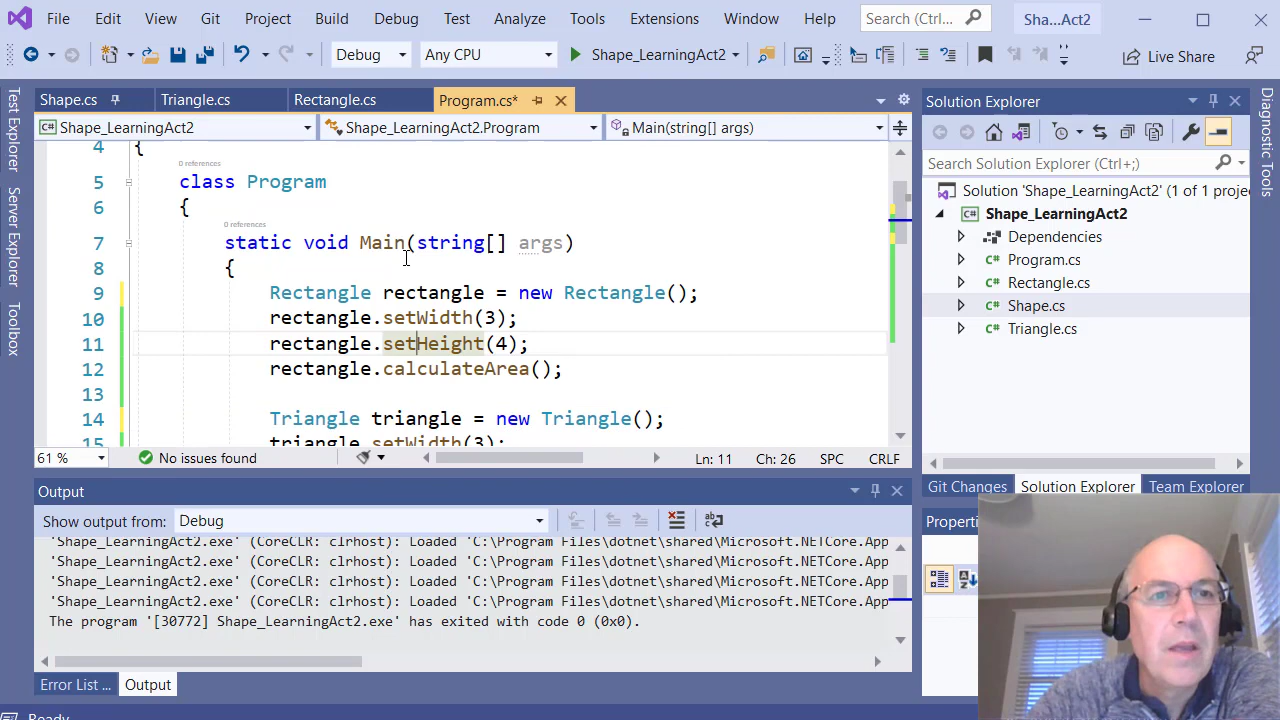 File Edit View Git Project Build Debug Test Analyze Tools Extensions Window Help Search (Ctrl+;) Sha...Act2
Debug Any CPU Shape_LearningAct2 Live Share
Shape.cs Triangle.cs Rectangle.cs Program.cs*
Shape_LearningAct2 Shape_LearningAct2.Program Main(string[] args)
Test Explorer
Server Explorer
4 {
0 references
5 class Program
6 {
0 references
7 static void Main(string[] args)
8 {
9 Rectangle rectangle = new Rectangle();
10 rectangle.setWidth(3);
11 rectangle.setHeight(4);
12 rectangle.calculateArea();
13
14 Triangle triangle = new Triangle();
15 triangle.setWidth(3);
61 % No issues found Ln: 11 Ch: 26 SPC CRLF
Output
Show output from: Debug
'Shape_LearningAct2.exe' (CoreCLR: clrhost): Loaded 'C:\Program Files\dotnet\shared\Microsoft.NETCore.App
'Shape_LearningAct2.exe' (CoreCLR: clrhost): Loaded 'C:\Program Files\dotnet\shared\Microsoft.NETCore.App
'Shape_LearningAct2.exe' (CoreCLR: clrhost): Loaded 'C:\Program Files\dotnet\shared\Microsoft.NETCore.App
'Shape_LearningAct2.exe' (CoreCLR: clrhost): Loaded 'C:\Program Files\dotnet\shared\Microsoft.NETCore.App
The program '[30772] Shape_LearningAct2.exe' has exited with code 0 (0x0).
Error List ... Output
Ready
Solution Explorer
Search Solution Explorer (Ctrl+;)
Solution 'Shape_LearningAct2' (1 of 1 proje
Shape_LearningAct2
Dependencies
C# Program.cs
C# Rectangle.cs
C# Shape.cs
C# Triangle.cs
Git Changes Solution Explorer Team Explorer
Properti
Diagnostic Tools